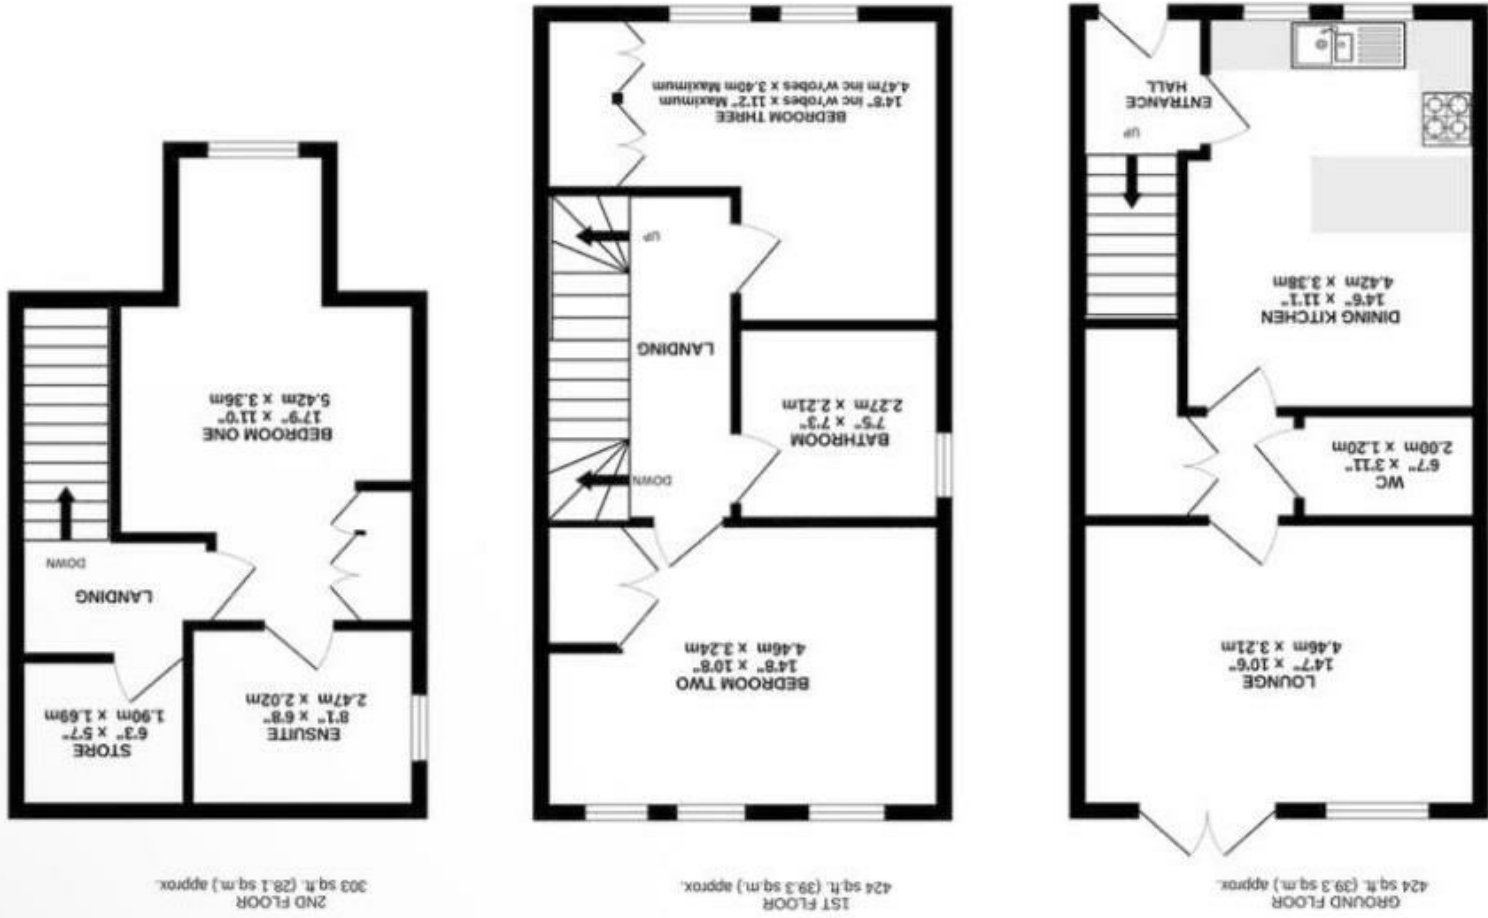 GROUND FLOOR
424 sq.ft. (39.3 sq.m.) approx.
LOUNGE
14'7" x 10'6"
4.46m x 3.21m
WC
6'7" x 3'11"
2.00m x 1.20m
DINING KITCHEN
14'6" x 11'1"
4.42m x 3.38m
UP
ENTRANCE
HALL
1ST FLOOR
424 sq.ft. (39.3 sq.m.) approx.
BEDROOM TWO
14'8" x 10'8"
4.46m x 3.24m
DOWN
BATHROOM
7'5" x 7'3"
2.27m x 2.21m
LANDING
UP
BEDROOM THREE
14'8" inc w'robes x 11'2" Maximum
4.47m inc w'robes x 3.40m Maximum
2ND FLOOR
303 sq.ft. (28.1 sq.m.) approx.
ENSUITE
8'1" x 6'8"
2.47m x 2.02m
STORE
6'3" x 5'7"
1.90m x 1.69m
LANDING
DOWN
BEDROOM ONE
17'9" x 11'0"
5.42m x 3.36m